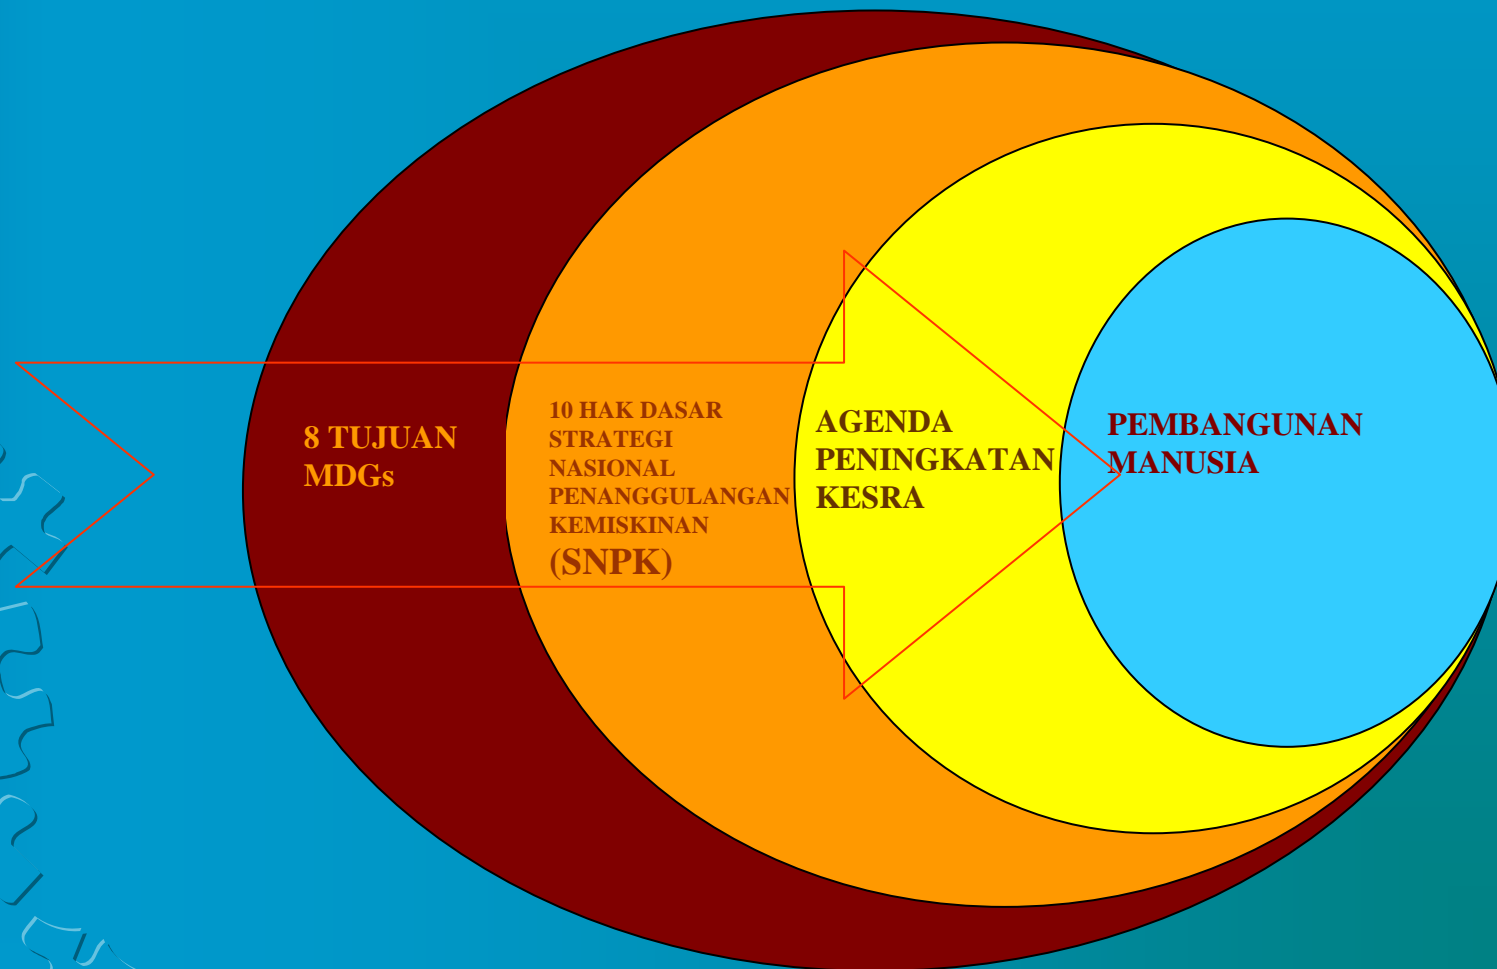 8 TUJUAN
MDGs
10 HAK DASAR
STRATEGI
NASIONAL
PENANGGULANGAN
KEMISKINAN
(SNPK)
AGENDA
PENINGKATAN
KESRA
PEMBANGUNAN
MANUSIA